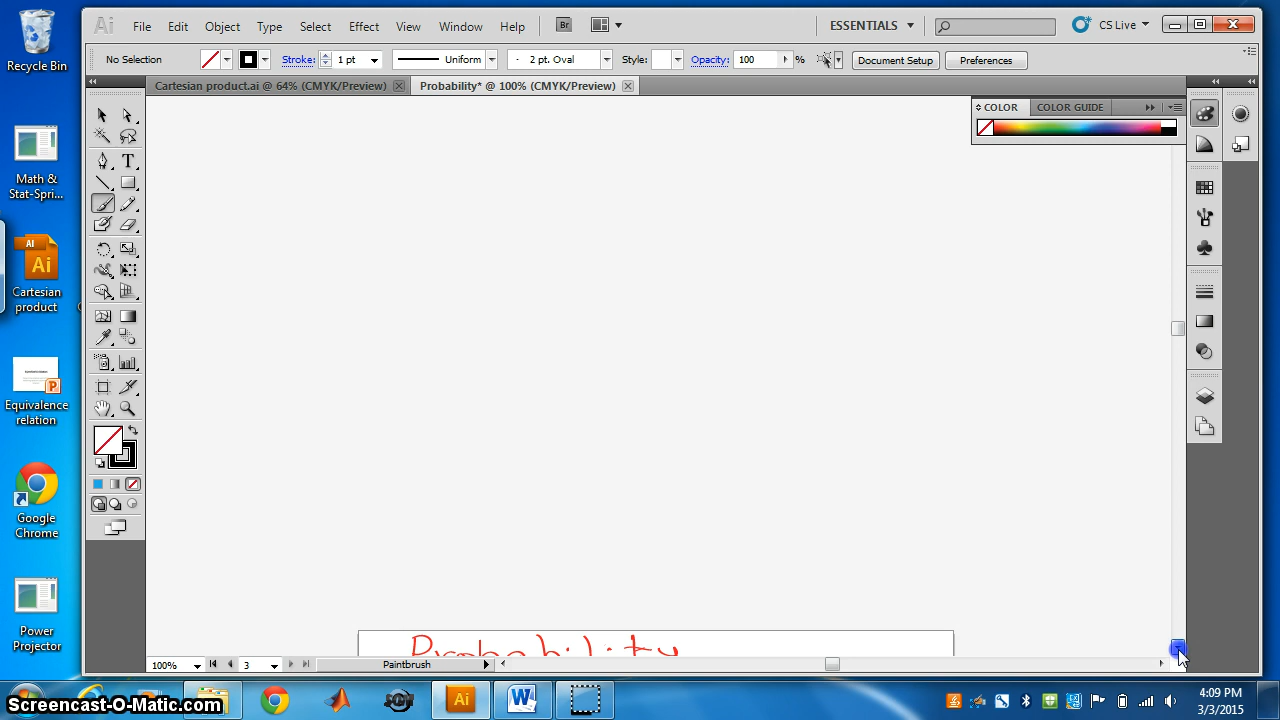 Recycle Bin
Math &
Stat-Spri...
Ai
Cartesian
product
Equivalence
relation
Google
Chrome
Power
Projector
Ai File Edit Object Type Select Effect View Window Help Br ESSENTIALS CS Live
No Selection Stroke: 1 pt Uniform 2 pt. Oval Style: Opacity: 100 % Document Setup Preferences
Cartesian product.ai @ 64% (CMYK/Preview) Probability* @ 100% (CMYK/Preview)
COLOR COLOR GUIDE
T
Probability
100% 3 Paintbrush
Ai W
4:09 PM
3/3/2015
Screencast-O-Matic.com